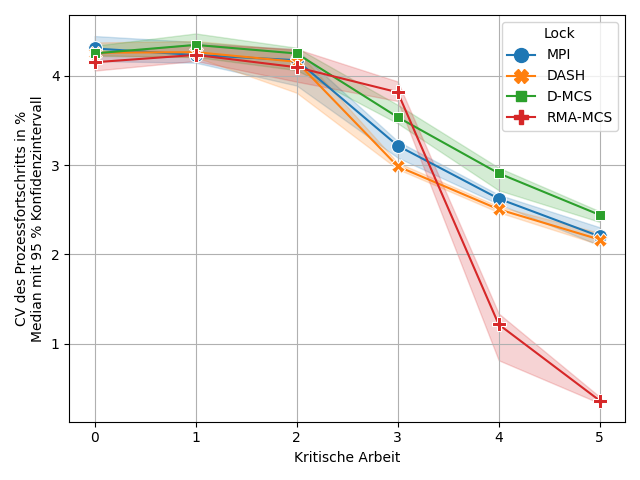 Lock
MPI
DASH
D-MCS
RMA-MCS
4
3
2
1
CV des Prozessfortschritts in %
Median mit 95 % Konfidenzintervall
0 1 2 3 4 5
Kritische Arbeit